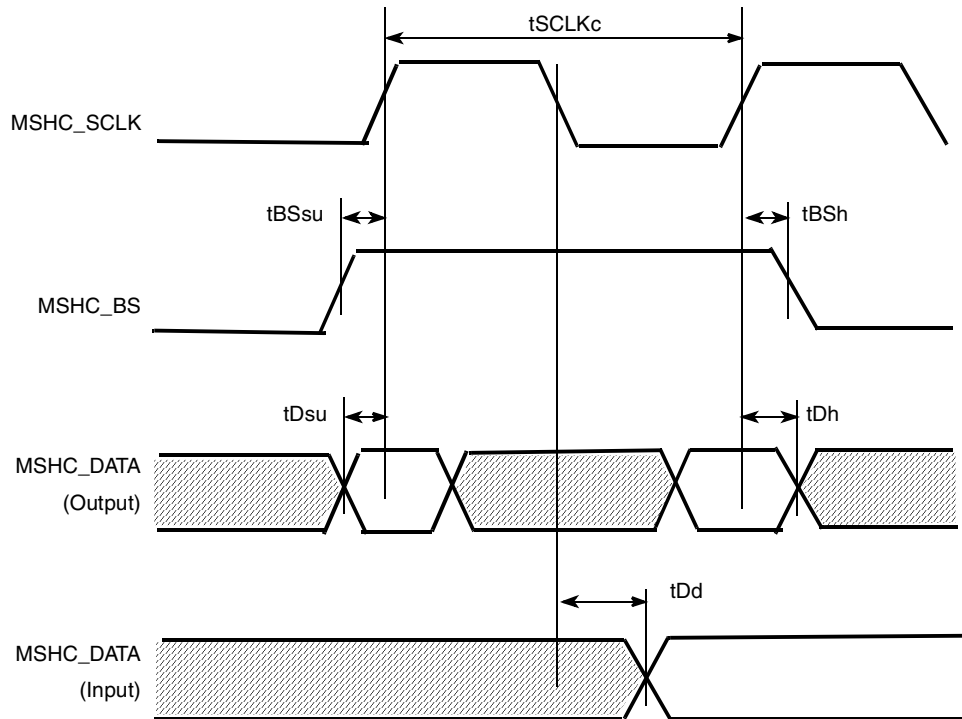 tSCLKc
MSHC_SCLK
tBSsu
tBSh
MSHC_BS
tDsu
tDh
MSHC_DATA
(Output)
tDd
MSHC_DATA
(Input)